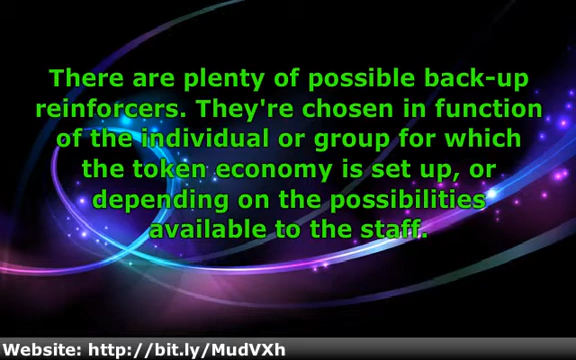 There are plenty of possible back-up
reinforcers. They're chosen in function
of the individual or group for which
the token economy is set up, or
depending on the possibilities
available to the staff.
Website: http://bit.ly/MudVXh